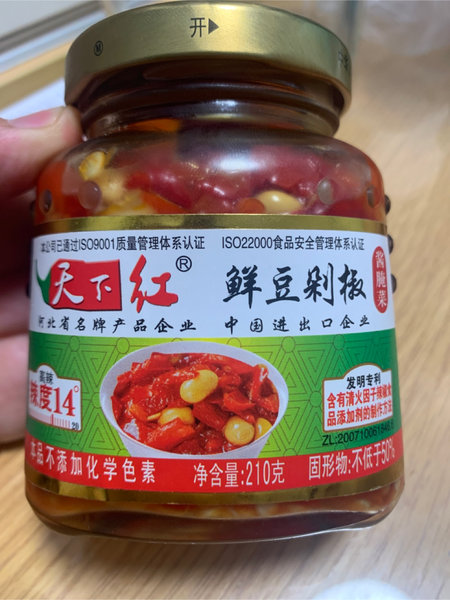 开▶
本公司已通过ISO9001质量管理体系认证 ISO22000食品安全管理体系认证
天下红®
鲜豆剁椒
酱腌菜
河北省名牌产品企业 中国进出口企业
高辣
辣度14°
20
发明专利
含有清火因子辣椒食
品添加剂的制作方法
本品不添加化学色素
净含量:210克
固形物:不低于50%